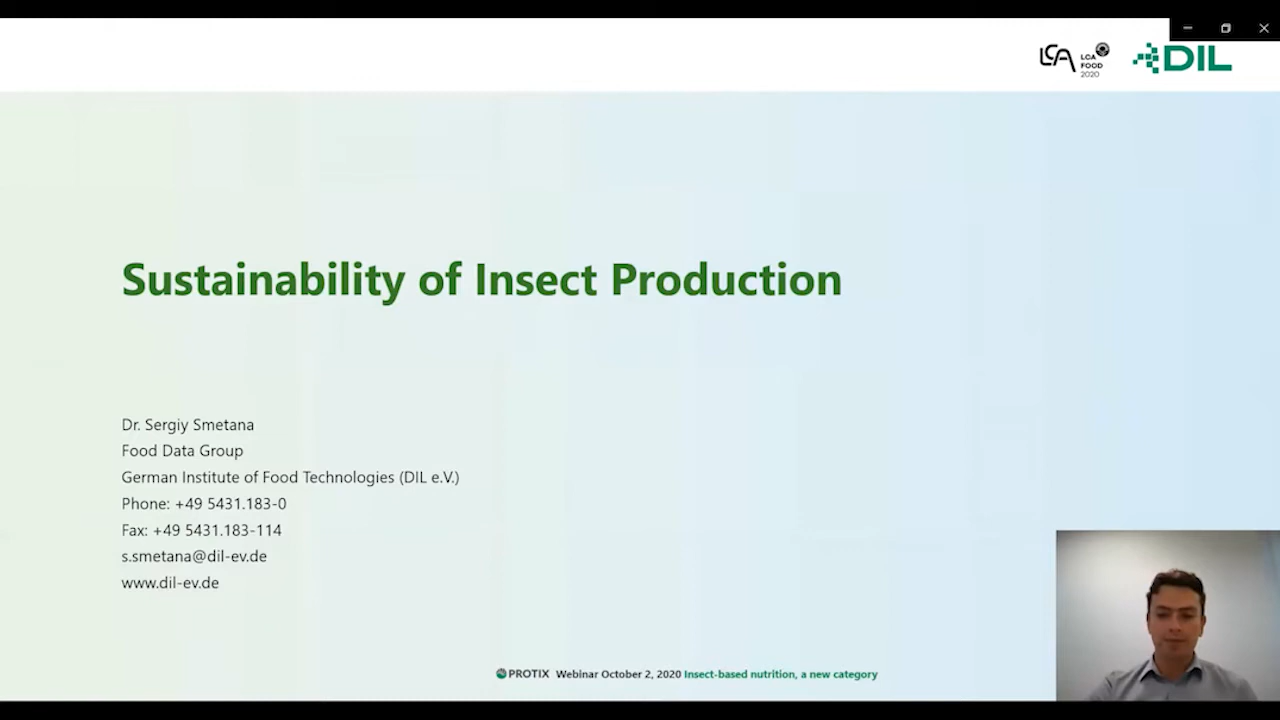 LCA
LCA
FOOD
2020
DIL
Sustainability of Insect Production
Dr. Sergiy Smetana
Food Data Group
German Institute of Food Technologies (DIL e.V.)
Phone: +49 5431.183-0
Fax: +49 5431.183-114
s.smetana@dil-ev.de
www.dil-ev.de
PROTIX Webinar October 2, 2020 Insect-based nutrition, a new category